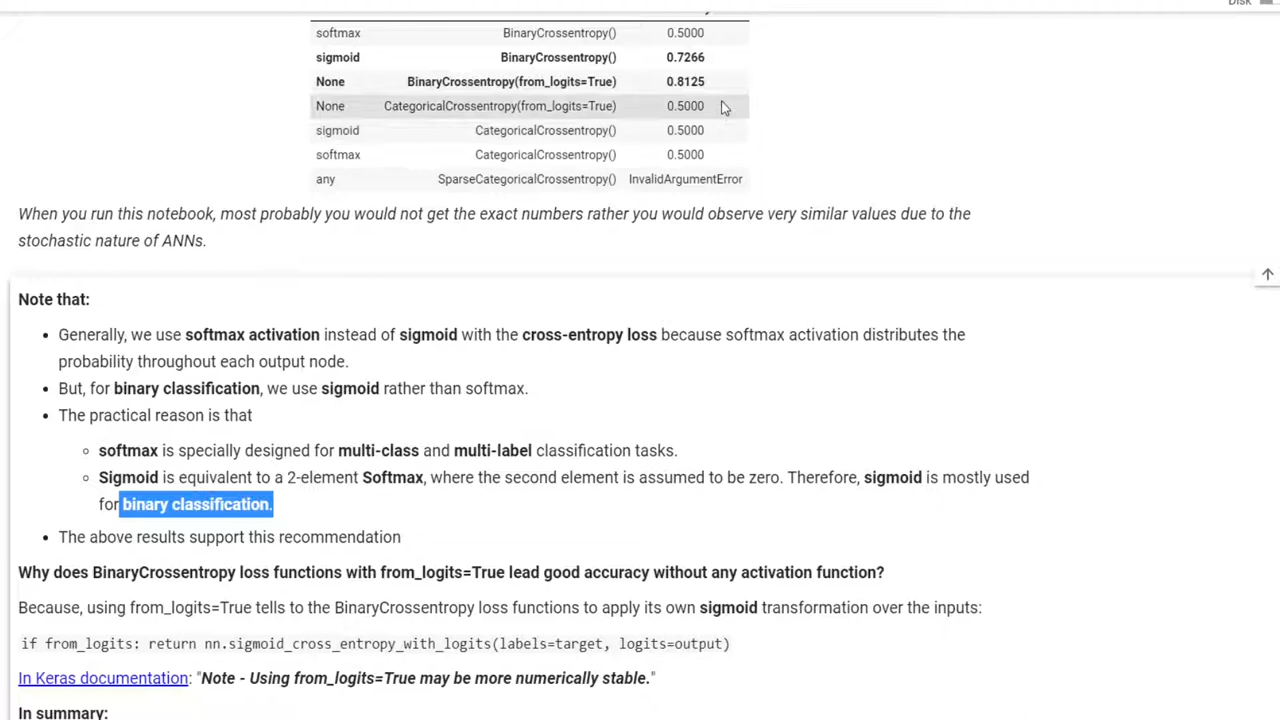 Disk
softmax BinaryCrossentropy() 0.5000
sigmoid BinaryCrossentropy() 0.7266
None BinaryCrossentropy(from_logits=True) 0.8125
None CategoricalCrossentropy(from_logits=True) 0.5000
sigmoid CategoricalCrossentropy() 0.5000
softmax CategoricalCrossentropy() 0.5000
any SparseCategoricalCrossentropy() InvalidArgumentError
When you run this notebook, most probably you would not get the exact numbers rather you would observe very similar values due to the
stochastic nature of ANNs.
Note that:
• Generally, we use softmax activation instead of sigmoid with the cross-entropy loss because softmax activation distributes the
probability throughout each output node.
• But, for binary classification, we use sigmoid rather than softmax.
• The practical reason is that
◦ softmax is specially designed for multi-class and multi-label classification tasks.
◦ Sigmoid is equivalent to a 2-element Softmax, where the second element is assumed to be zero. Therefore, sigmoid is mostly used
for binary classification.
• The above results support this recommendation
Why does BinaryCrossentropy loss functions with from_logits=True lead good accuracy without any activation function?
Because, using from_logits=True tells to the BinaryCrossentropy loss functions to apply its own sigmoid transformation over the inputs:
if from_logits: return nn.sigmoid_cross_entropy_with_logits(labels=target, logits=output)
In Keras documentation: "Note - Using from_logits=True may be more numerically stable."
In summary: